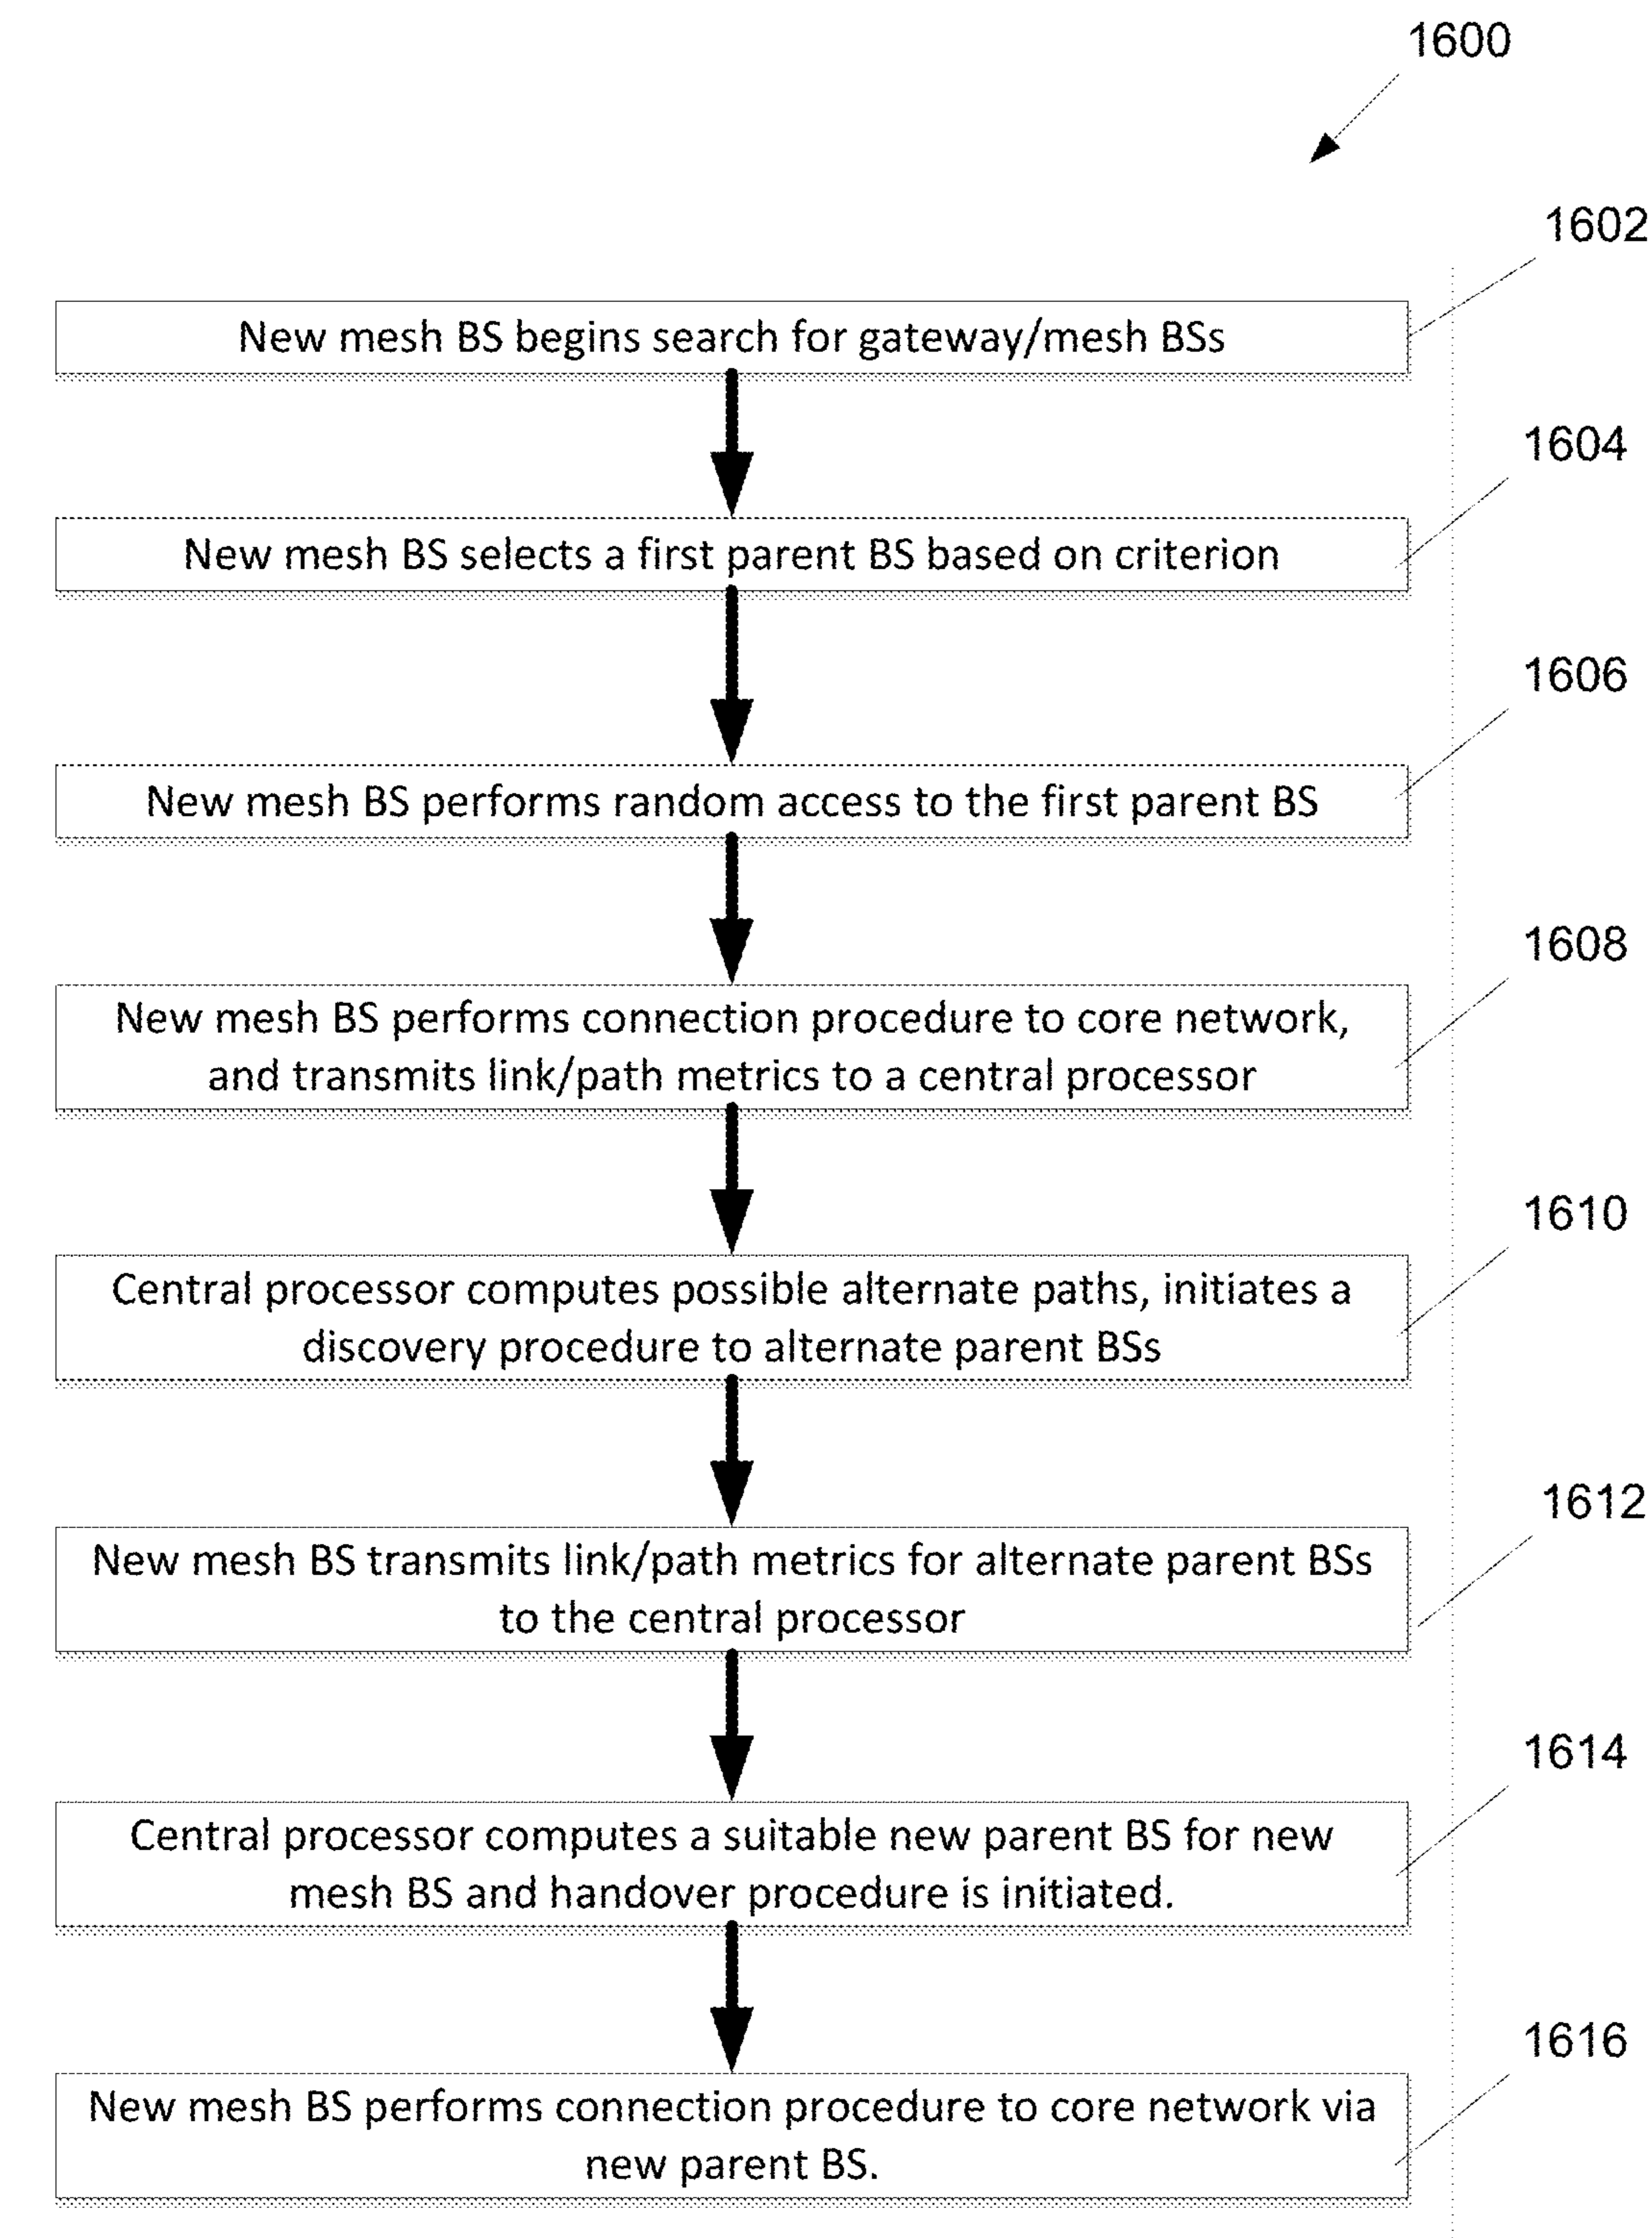 1600
1602
New mesh BS begins search for gateway/mesh BSs
1604
New mesh BS selects a first parent BS based on criterion
1606
New mesh BS performs random access to the first parent BS
1608
New mesh BS performs connection procedure to core network,
and transmits link/path metrics to a central processor
1610
Central processor computes possible alternate paths, initiates a
discovery procedure to alternate parent BSs
1612
New mesh BS transmits link/path metrics for alternate parent BSs
to the central processor
1614
Central processor computes a suitable new parent BS for new
mesh BS and handover procedure is initiated.
1616
New mesh BS performs connection procedure to core network via
new parent BS.